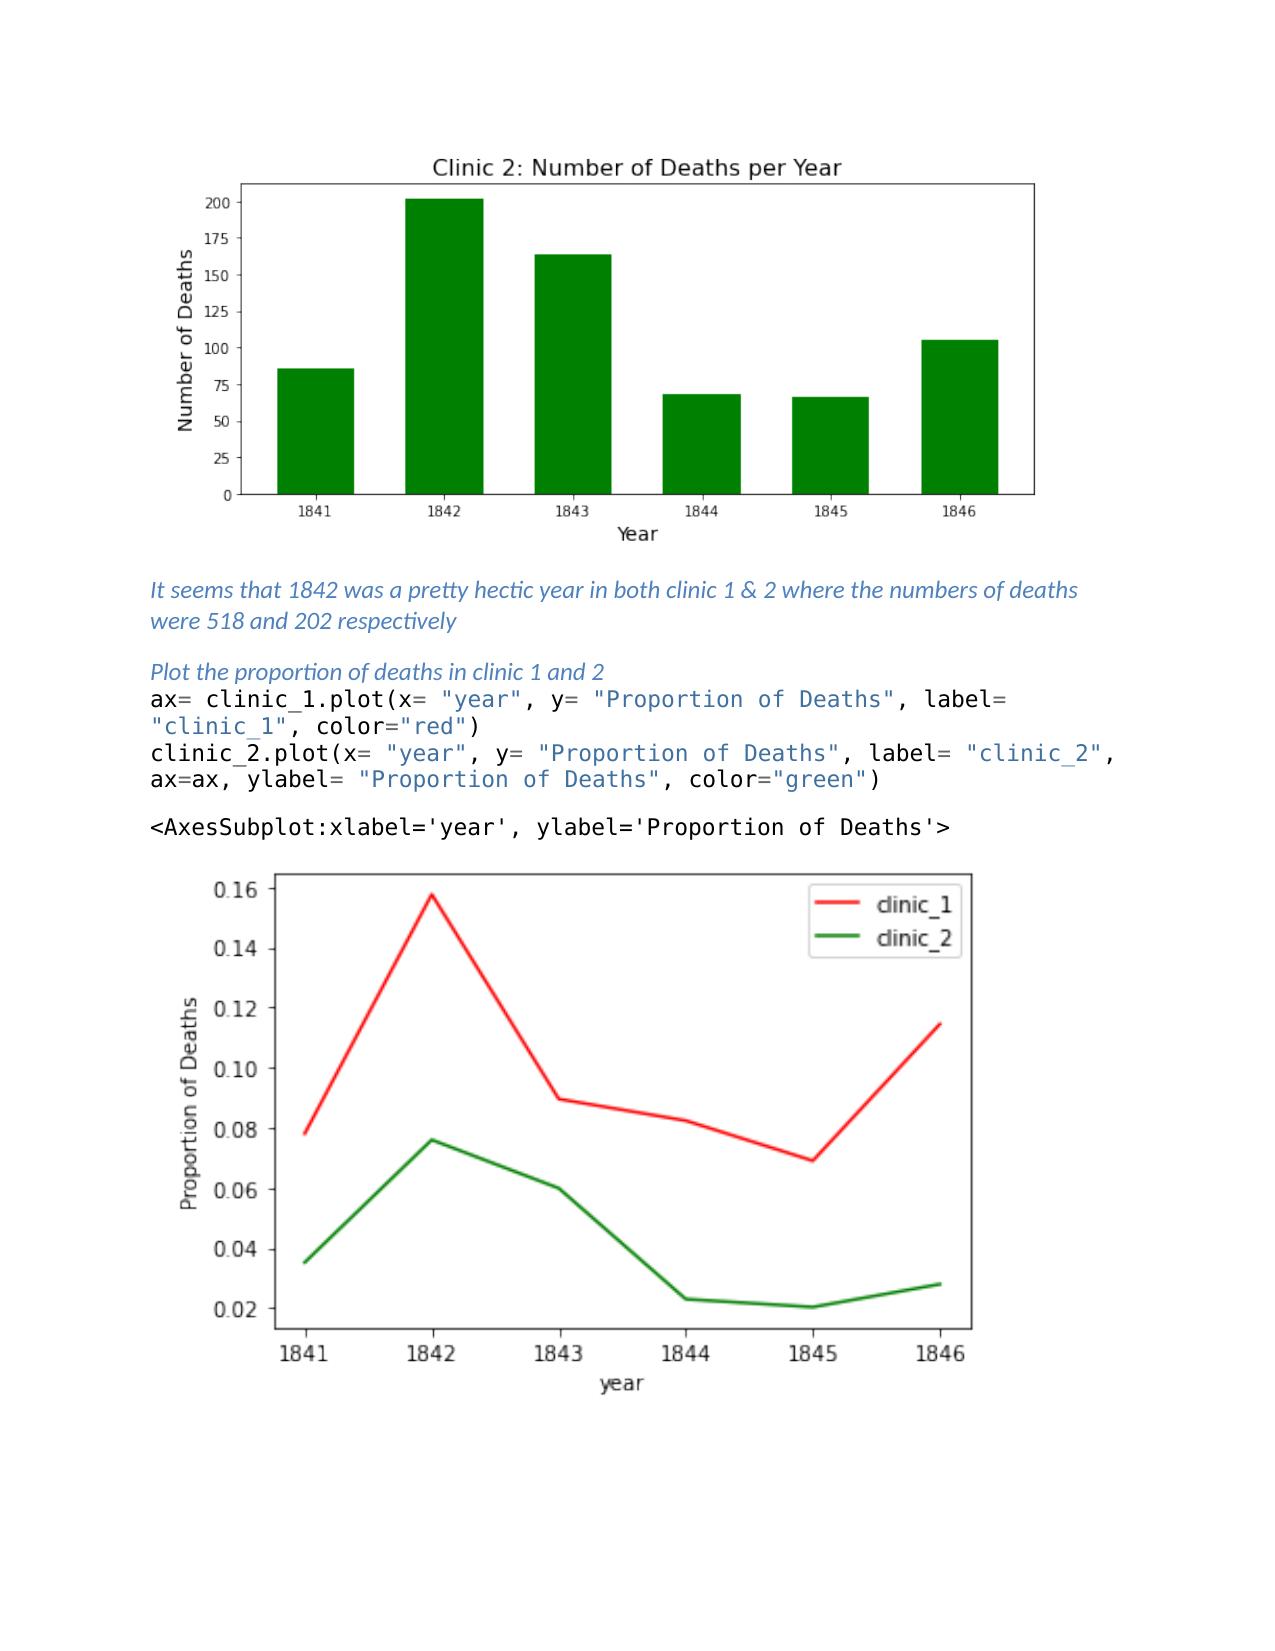 Clinic 2: Number of Deaths per Year
Number of Deaths
200
175
150
125
100
75
50
25
0
1841 1842 1843 1844 1845 1846
Year
It seems that 1842 was a pretty hectic year in both clinic 1 & 2 where the numbers of deaths
were 518 and 202 respectively
Plot the proportion of deaths in clinic 1 and 2
ax= clinic_1.plot(x= "year", y= "Proportion of Deaths", label=
"clinic_1", color="red")
clinic_2.plot(x= "year", y= "Proportion of Deaths", label= "clinic_2",
ax=ax, ylabel= "Proportion of Deaths", color="green")
<AxesSubplot:xlabel='year', ylabel='Proportion of Deaths'>
Proportion of Deaths
0.16
0.14
0.12
0.10
0.08
0.06
0.04
0.02
clinic_1
clinic_2
1841 1842 1843 1844 1845 1846
year